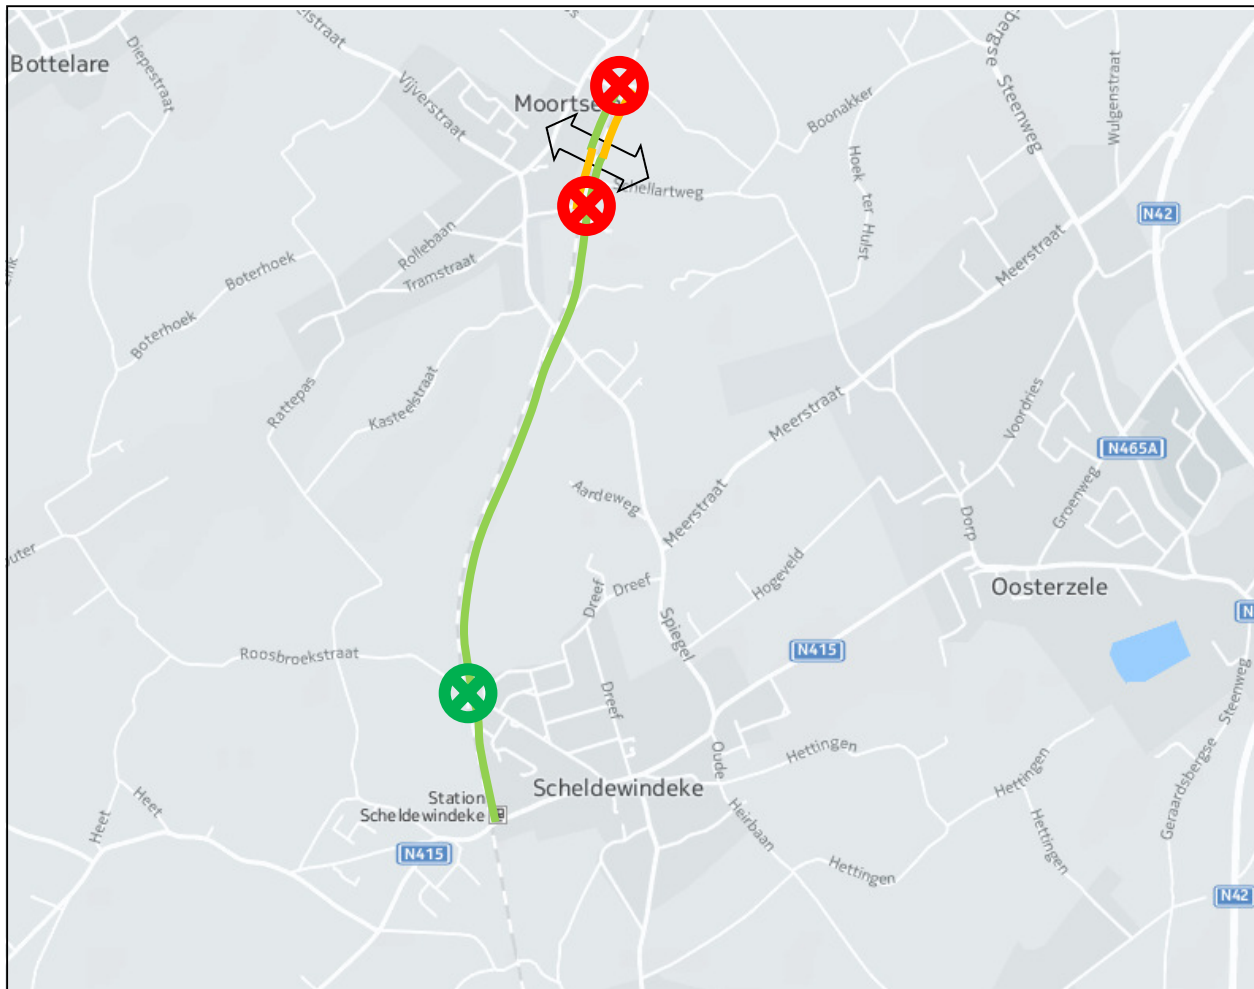 Bottelare
Diepestraat
Vijverstraat
Boonakker
Steenweg
Wulgenstraat
Hoek ter Hulst
Schellartweg
N42
Rollebaan
Tramstraat
Boterhoek
Boterhoek
Meerstraat
Rattepas
Kasteelstraat
Meerstraat
Voordries
N465A
Groenweg
Aardeweg
Meerstraat
Dorp
Hogeveld
Dreef
Dreef
Oosterzele
Spiegel
N415
Roosbroekstraat
Dreef
Oude
Heirbaan
Hettingen
Hettingen
Hettingen
Hettingen
Geraardsbergse
Steenweg
Scheldewindeke
Station
Scheldewindeke
Heet
Heet
N415
N42